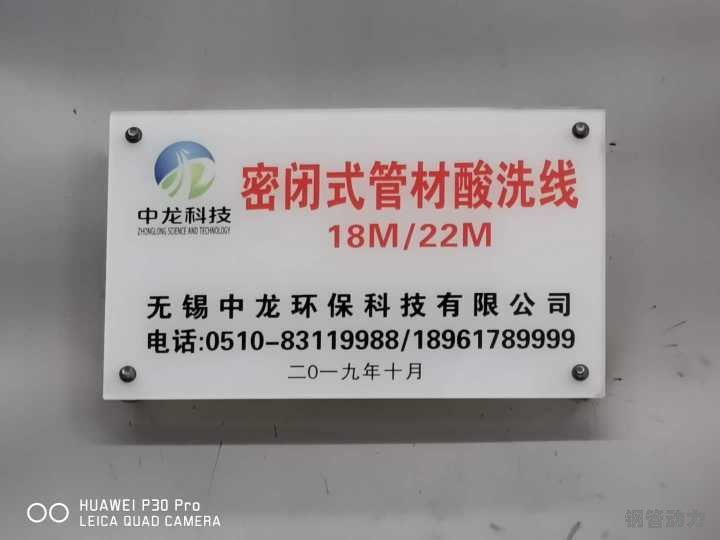 密闭式管材酸洗线
18M/22M
中龙科技
ZHONGLONG SCIENCE AND TECHNOLOGY
无锡中龙环保科技有限公司
电话:0510-83119988/18961789999
二O一九年十月
HUAWEI P30 Pro
LEICA QUAD CAMERA
钢管动力